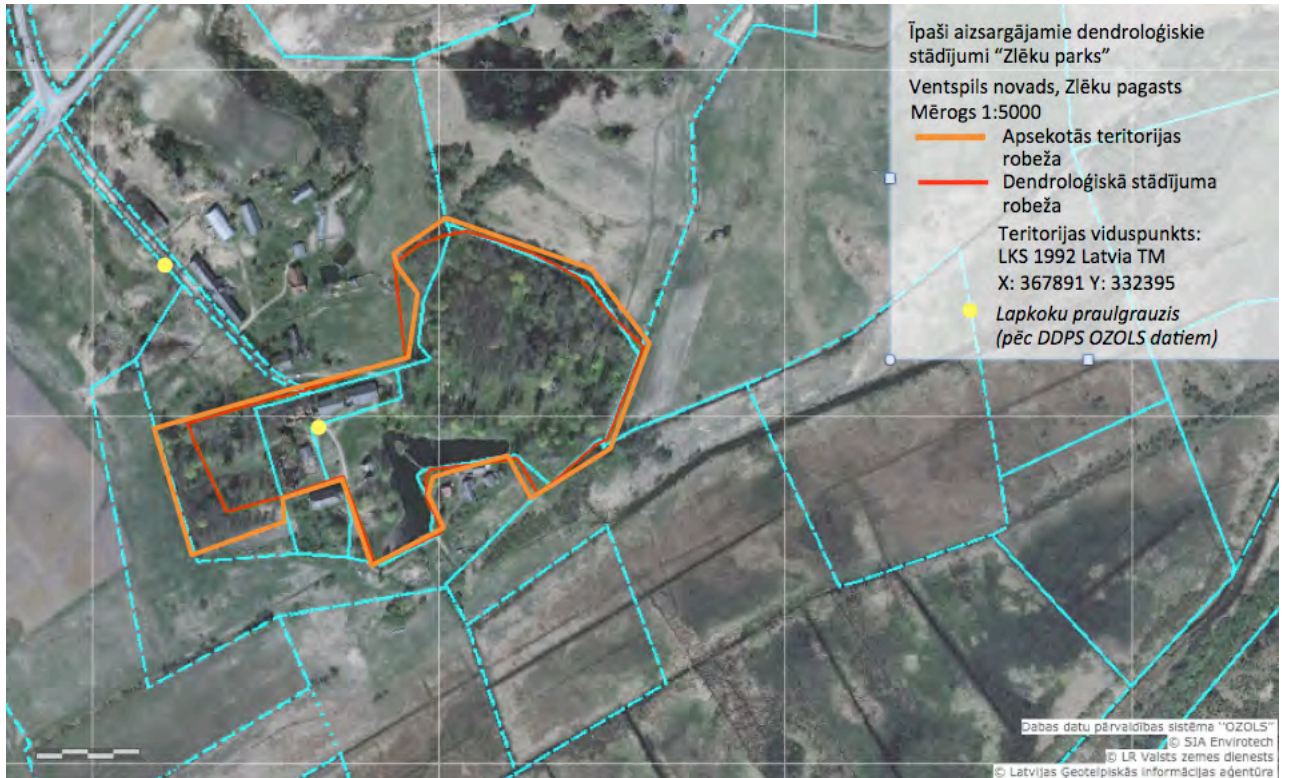 Īpaši aizsargājamie dendroloģiskie
stādījumi “Zlēku parks”
Ventspils novads, Zlēku pagasts
Mērogs 1:5000
Apsekotās teritorijas
robeža
Dendroloģiskā stādījuma
robeža
Teritorijas viduspunkts:
LKS 1992 Latvia TM
X: 367891 Y: 332395
Lapkoku praulgrauzis
(pēc DDPS OZOLS datiem)
Dabas datu pārvaldības sistēma ''OZOLS''
© SIA Envirotech
© LR Valsts zemes dienests
© Latvijas Ģeotelpiskās informācijas aģentūra